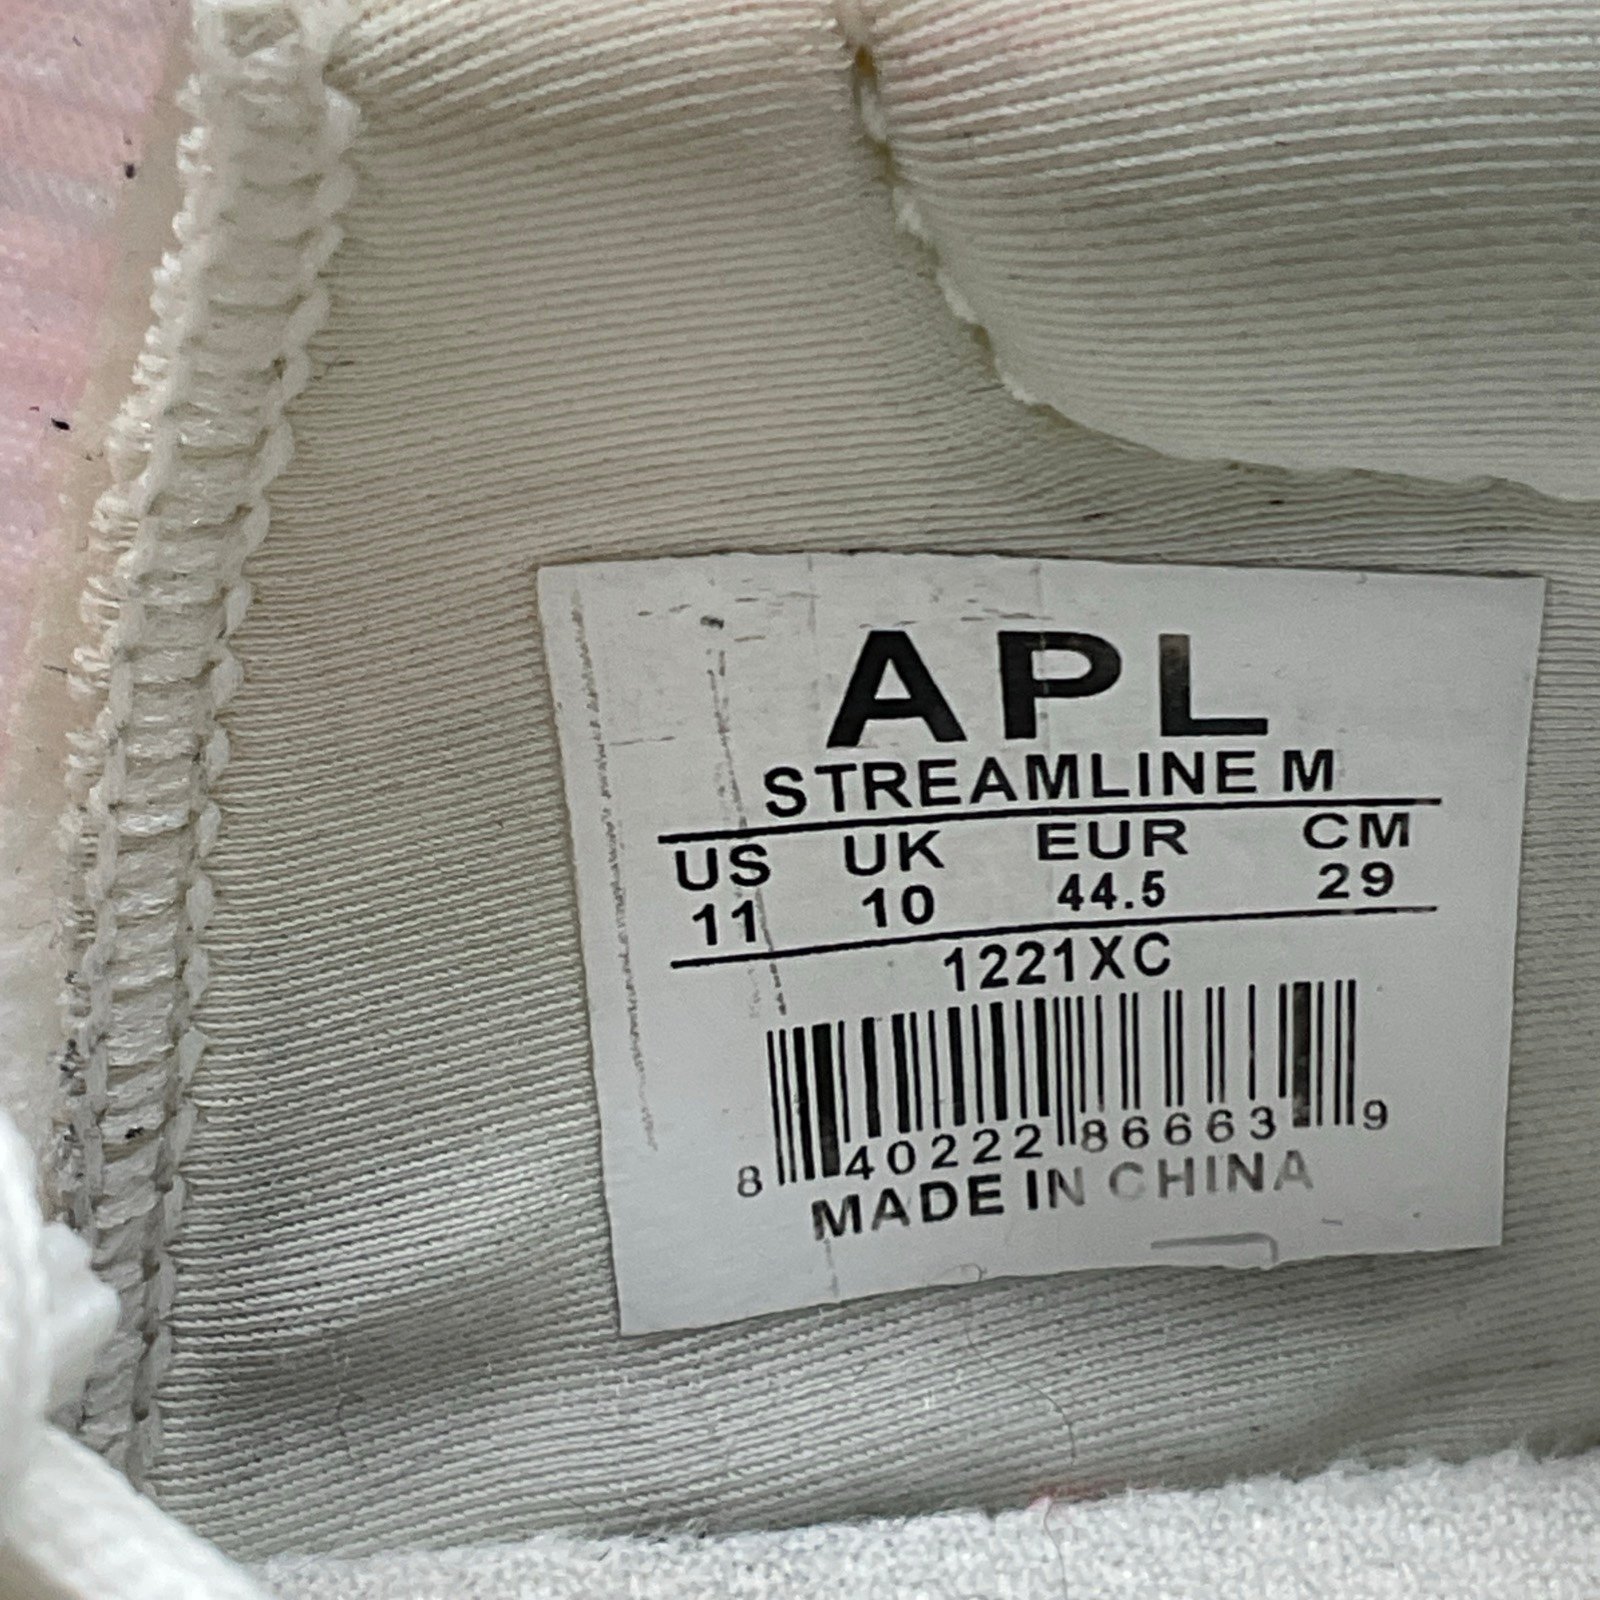 APL
STREAMLINE M
US UK EUR CM
11 10 44.5 29
1221XC
8 40222 86663 9
MADE IN CHINA